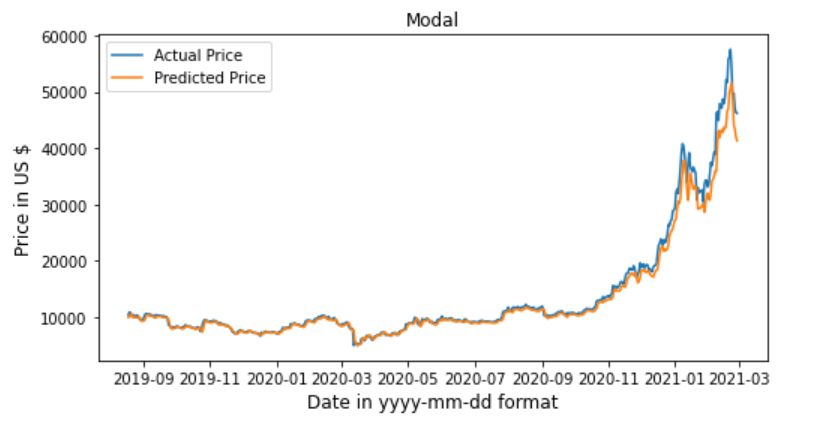 Modal
Actual Price
Predicted Price
60000
50000
40000
30000
20000
10000
Price in US $
2019-09 2019-11 2020-01 2020-03 2020-05 2020-07 2020-09 2020-11 2021-01 2021-03
Date in yyyy-mm-dd format